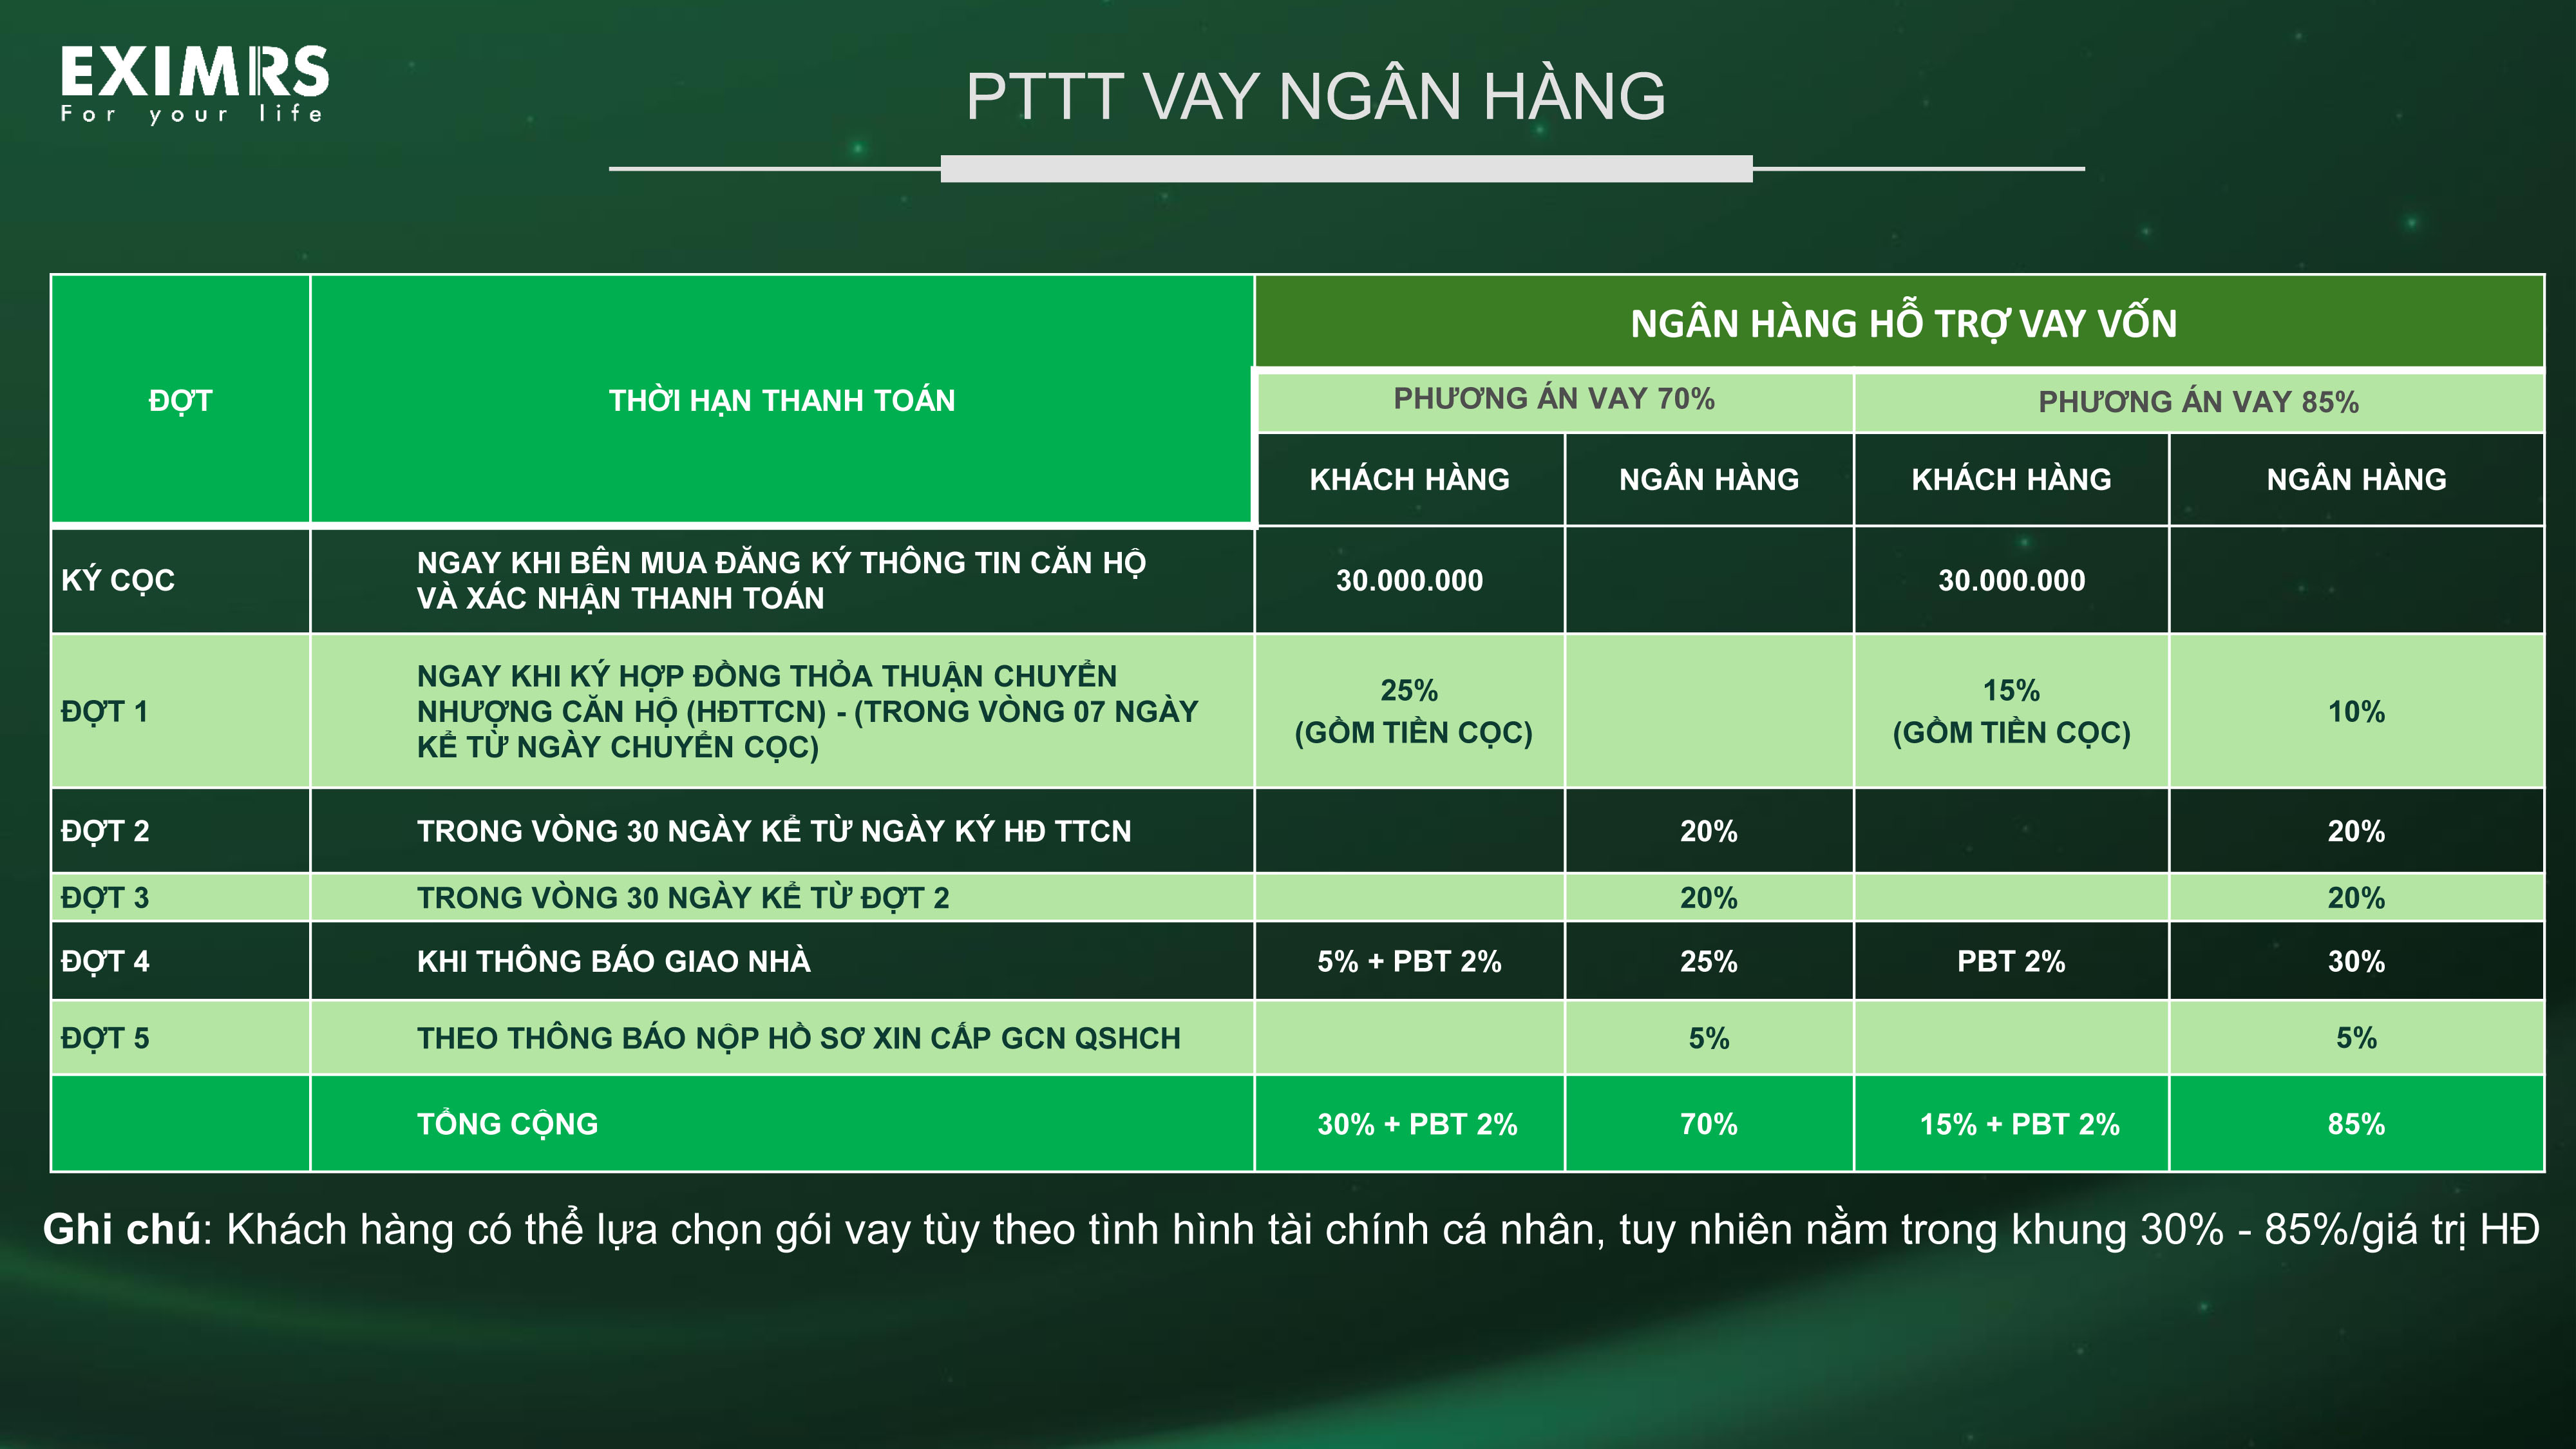 EXIMRS
For your life
PTTT VAY NGÂN HÀNG
ĐỢT
THỜI HẠN THANH TOÁN
NGÂN HÀNG HỖ TRỢ VAY VỐN
PHƯƠNG ÁN VAY 70%
PHƯƠNG ÁN VAY 85%
KHÁCH HÀNG
NGÂN HÀNG
KHÁCH HÀNG
NGÂN HÀNG
KÝ CỌC
NGAY KHI BÊN MUA ĐĂNG KÝ THÔNG TIN CĂN HỘ
VÀ XÁC NHẬN THANH TOÁN
30.000.000
30.000.000
ĐỢT 1
NGAY KHI KÝ HỢP ĐỒNG THỎA THUẬN CHUYỂN
NHƯỢNG CĂN HỘ (HĐTTCN) - (TRONG VÒNG 07 NGÀY
KỂ TỪ NGÀY CHUYỂN CỌC)
25%
(GỒM TIỀN CỌC)
15%
(GỒM TIỀN CỌC)
10%
ĐỢT 2
TRONG VÒNG 30 NGÀY KỂ TỪ NGÀY KÝ HĐ TTCN
20%
20%
ĐỢT 3
TRONG VÒNG 30 NGÀY KỂ TỪ ĐỢT 2
20%
20%
ĐỢT 4
KHI THÔNG BÁO GIAO NHÀ
5% + PBT 2%
25%
PBT 2%
30%
ĐỢT 5
THEO THÔNG BÁO NỘP HỒ SƠ XIN CẤP GCN QSHCH
5%
5%
TỔNG CỘNG
30% + PBT 2%
70%
15% + PBT 2%
85%
Ghi chú: Khách hàng có thể lựa chọn gói vay tùy theo tình hình tài chính cá nhân, tuy nhiên nằm trong khung 30% - 85%/giá trị HĐ